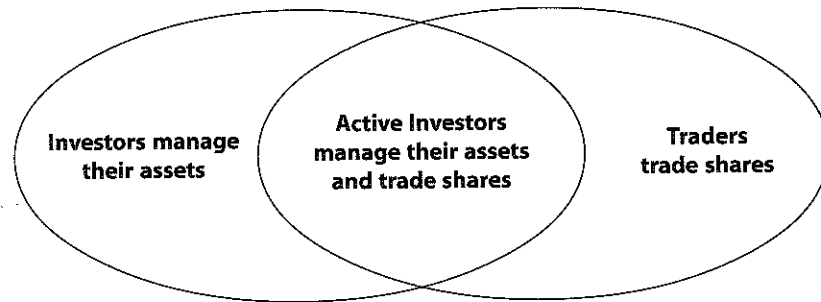 Investors manage
their assets
Active Investors
manage their assets
and trade shares
Traders
trade shares